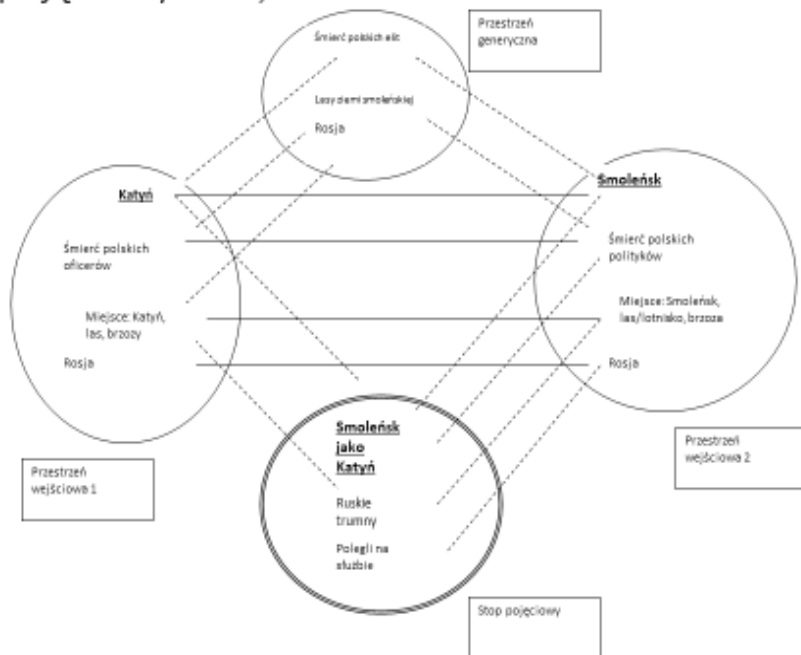 Przestrzeń
generyczna
Śmierć polskich elit
Lasy ziemi smoleńskiej
Rosja
Katyń
Śmierć polskich
oficerów
Miejsce: Katyń,
las, brzozy
Rosja
Smoleńsk
Śmierć polskich
polityków
Miejsce: Smoleńsk,
las/lotnisko, brzoza
Rosja
Przestrzeń
wejściowa 1
Przestrzeń
wejściowa 2
Smoleńsk
jako
Katyń
Ruskie
trumny
Polegli na
służbie
Stop pojęciowy